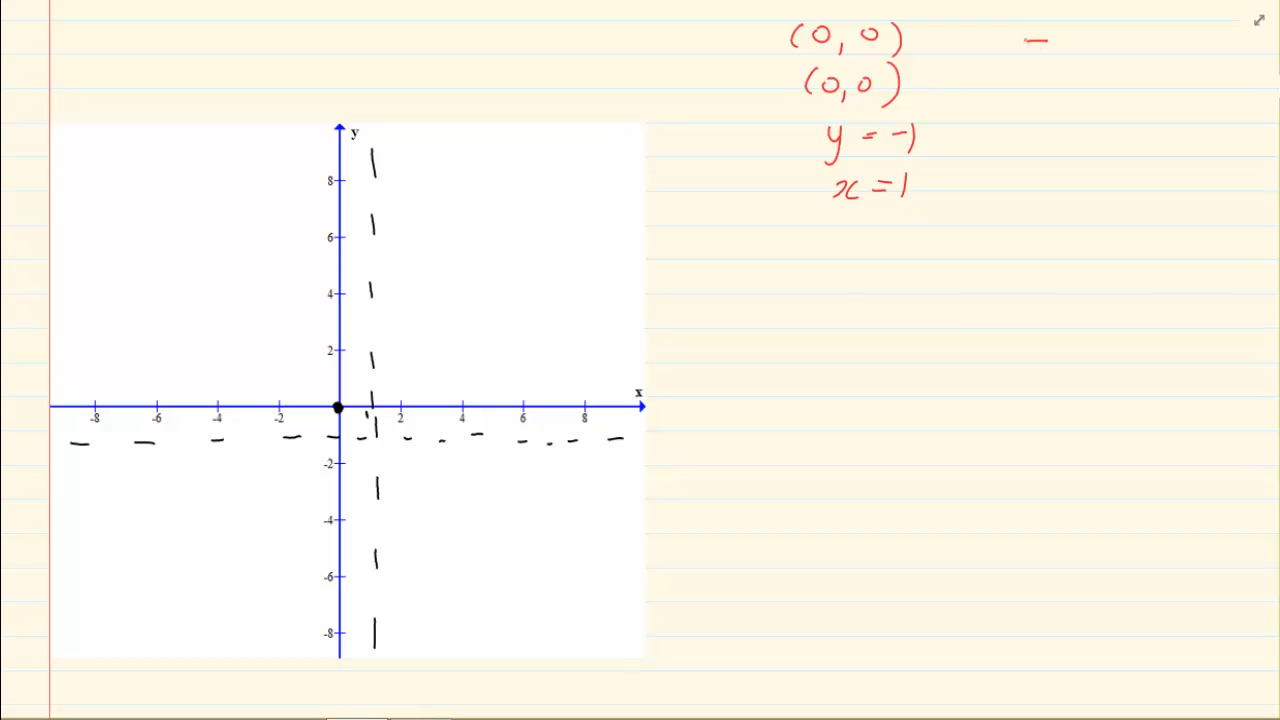 (0, 0) -
(0,0)
y = -1
x = 1
y
8
6
4
2
x
-8 -6 -4 -2 2 4 6 8
-2
-4
-6
-8